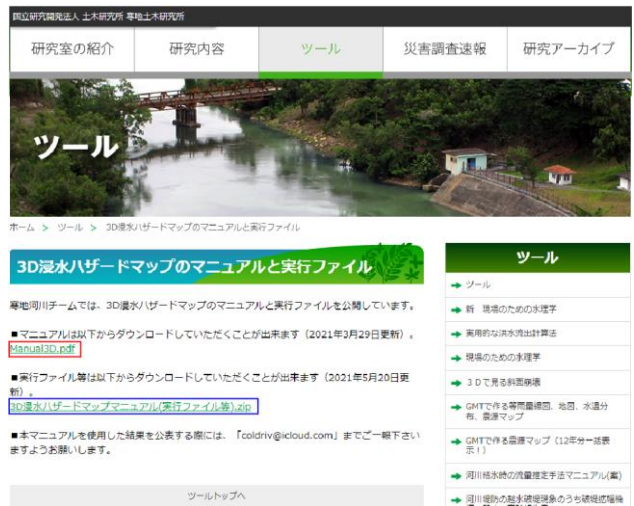 国立研究開発法人 土木研究所 寒地土木研究所
研究室の紹介
研究内容
ツール
災害調査速報
研究アーカイブ
ツール
ホーム > ツール > 3D浸水ハザードマップのマニュアルと実行ファイル
3D浸水ハザードマップのマニュアルと実行ファイル
寒地河川チームでは、3D浸水ハザードマップのマニュアルと実行ファイルを公開しています。
■マニュアルは以下からダウンロードしていただくことが出来ます（2021年3月29日更新）。
Manual3D.pdf
■実行ファイル等は以下からダウンロードしていただくことが出来ます（2021年5月20日更
新）。
3D浸水ハザードマップマニュアル(実行ファイル等).zip
■本マニュアルを使用した結果を公表する際には、「coldriv@icloud.com」までご一報下さい
ますようお願いします。
ツールトップへ
ツール
ツール
新 現場のための水理学
実用的な洪水流出計算法
現場のための水理学
３Ｄで見る斜面崩壊
GMTで作る等雨量線図、地図、水温分
布、震源マップ
GMTで作る震源マップ（12年分一括表
示！）
河川結氷時の流量推定手法マニュアル(案)
河川堤防の越水破堤現象のうち破堤拡幅機